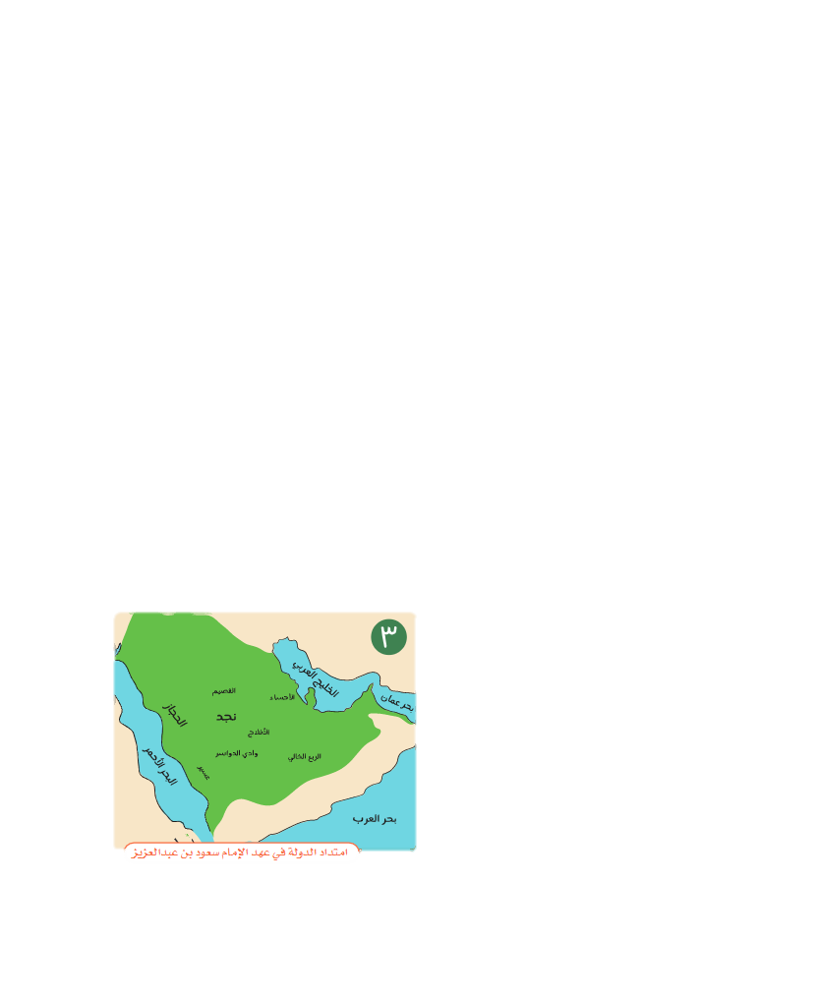 ٣
الخليج العربي
بحر عمان
القصيم
الأحساء
الحجاز
نجد
الأفلاج
وادي الدواسر
الربع الخالي
عسير
البحر الأحمر
بحر العرب
امتداد الدولة في عهد الإمام سعود بن عبدالعزيز